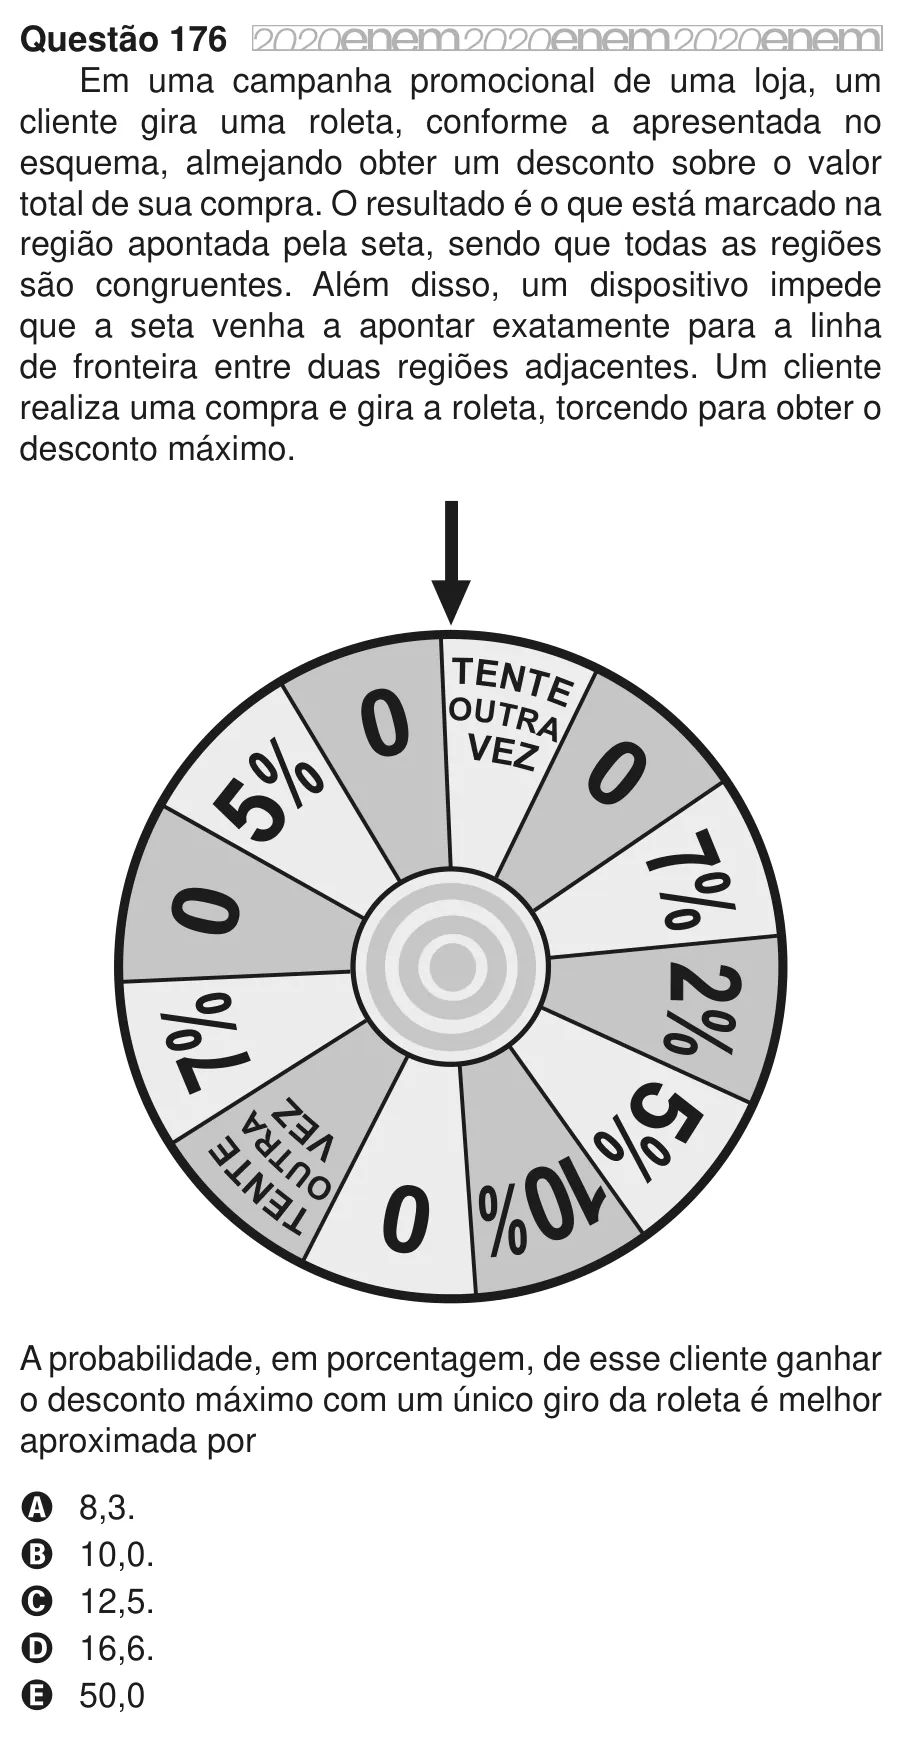 Questão 176 2020enem2020enem2020enem
Em uma campanha promocional de uma loja, um
cliente gira uma roleta, conforme a apresentada no
esquema, almejando obter um desconto sobre o valor
total de sua compra. O resultado é o que está marcado na
região apontada pela seta, sendo que todas as regiões
são congruentes. Além disso, um dispositivo impede
que a seta venha a apontar exatamente para a linha
de fronteira entre duas regiões adjacentes. Um cliente
realiza uma compra e gira a roleta, torcendo para obter o
desconto máximo.
TENTE
OUTRA
VEZ
0
7%
2%
5%
10%
0
TENTE
OUTRA
VEZ
7%
0
5%
0
A probabilidade, em porcentagem, de esse cliente ganhar
o desconto máximo com um único giro da roleta é melhor
aproximada por
A 8,3.
B 10,0.
C 12,5.
D 16,6.
E 50,0